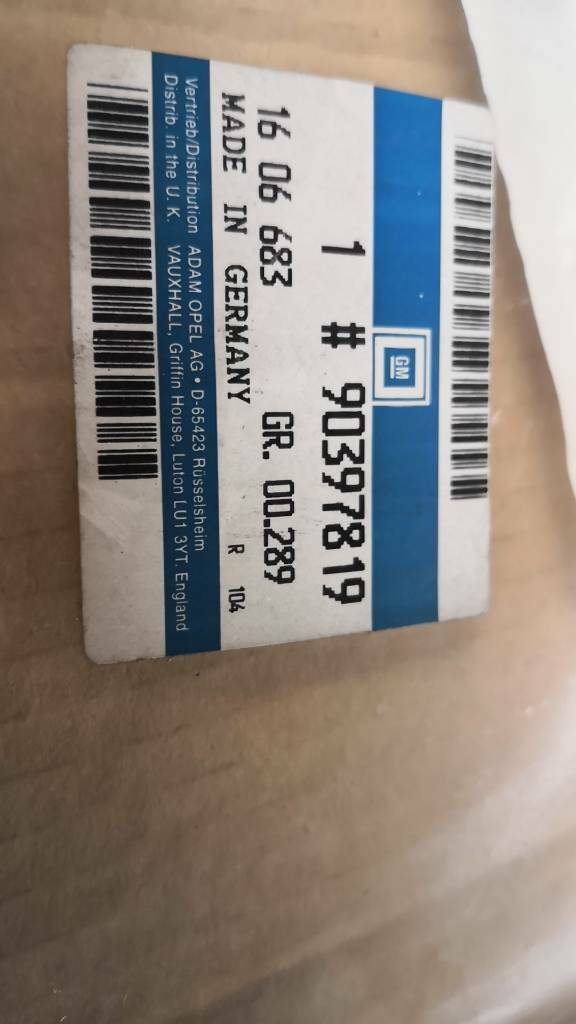 GM
1 # 90397819
16 06 683 GR. 00.289
MADE IN GERMANY R 104
Vertrieb/Distribution ADAM OPEL AG • D-65423 Rüsselsheim
Distrib. in the U. K. VAUXHALL, Griffin House, Luton LU1 3YT. England